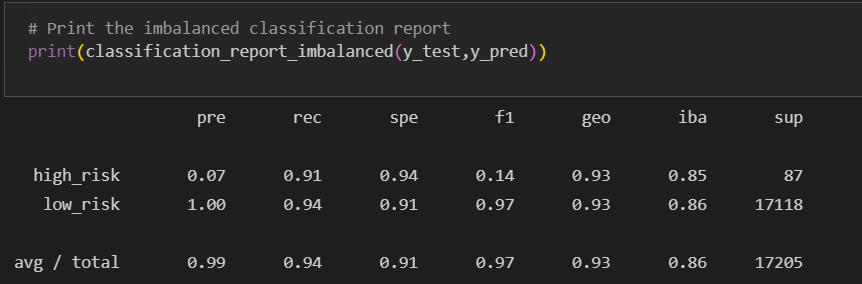 # Print the imbalanced classification report
print(classification_report_imbalanced(y_test,y_pred))
pre rec spe f1 geo iba sup
high_risk 0.07 0.91 0.94 0.14 0.93 0.85 87
low_risk 1.00 0.94 0.91 0.97 0.93 0.86 17118
avg / total 0.99 0.94 0.91 0.97 0.93 0.86 17205